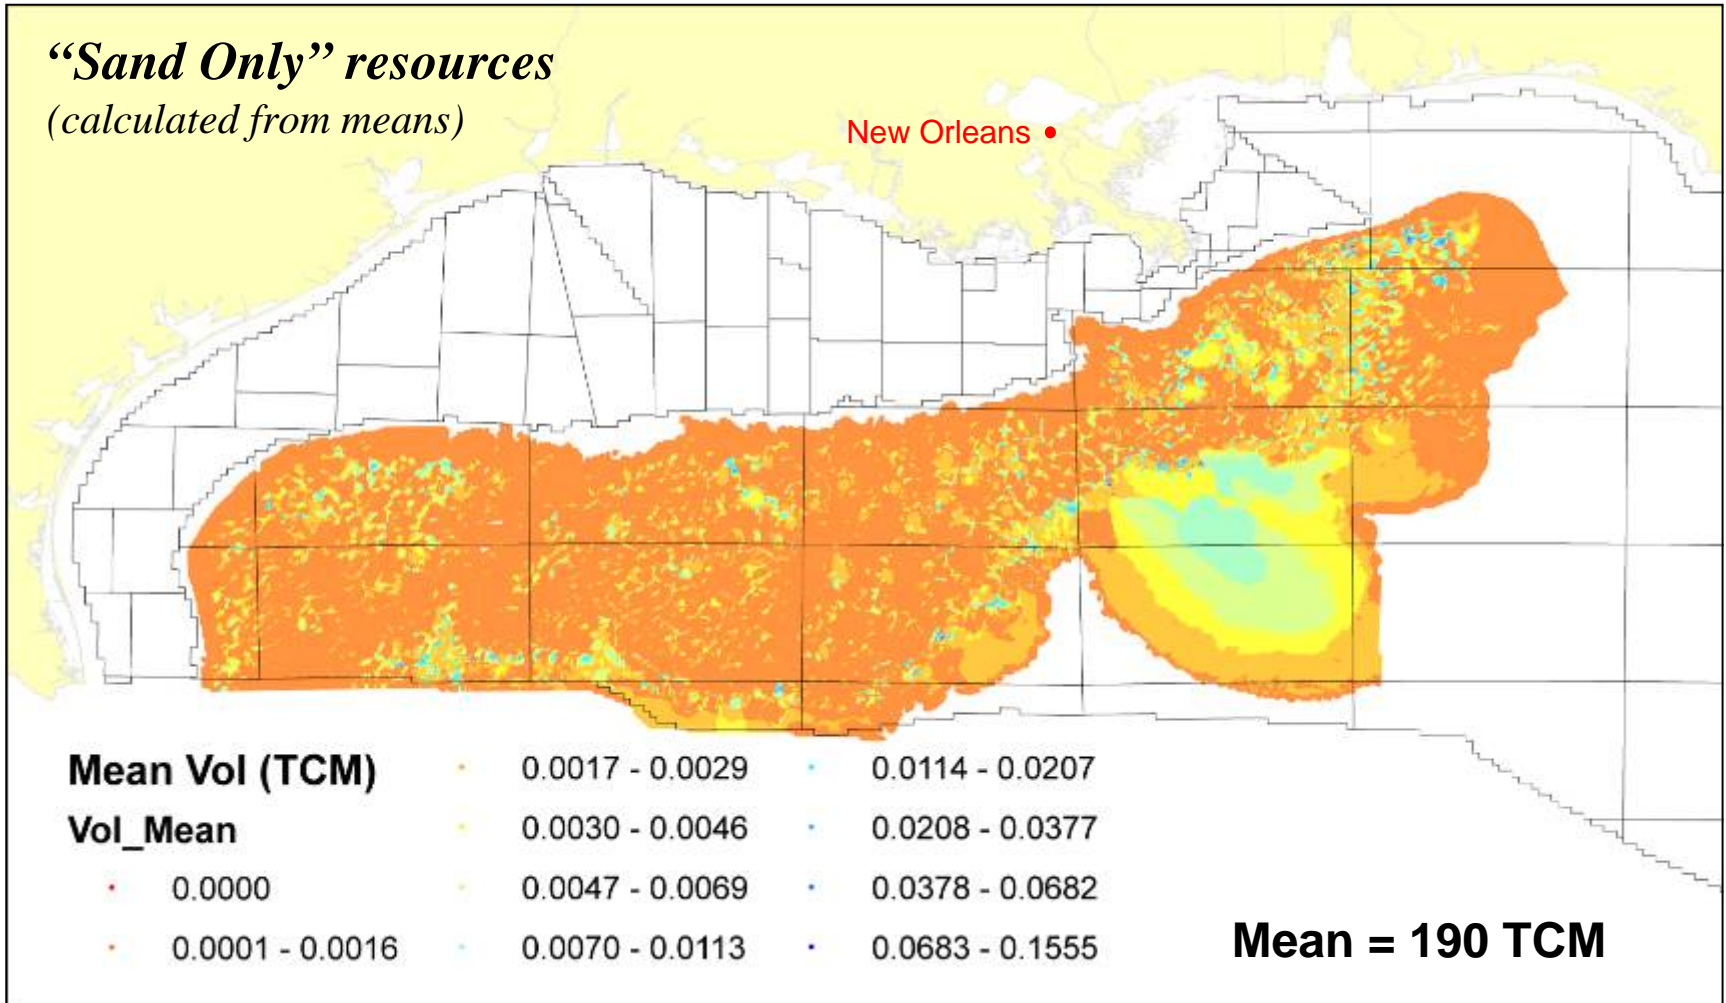 “Sand Only” resources
(calculated from means)
New Orleans
Mean Vol (TCM)
Vol_Mean
0.0000
0.0001 - 0.0016
0.0017 - 0.0029
0.0030 - 0.0046
0.0047 - 0.0069
0.0070 - 0.0113
0.0114 - 0.0207
0.0208 - 0.0377
0.0378 - 0.0682
0.0683 - 0.1555
Mean = 190 TCM